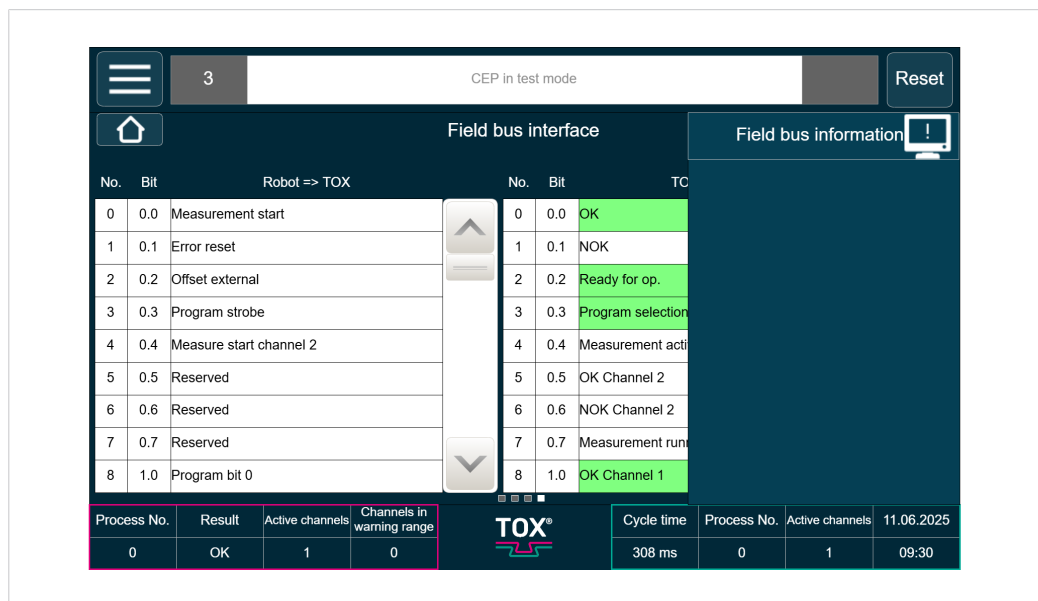 3 CEP in test mode Reset
Field bus interface Field bus information !
No. Bit Robot => TOX No. Bit TO
0 0.0 Measurement start 0 0.0 OK
1 0.1 Error reset 1 0.1 NOK
2 0.2 Offset external 2 0.2 Ready for op.
3 0.3 Program strobe 3 0.3 Program selection
4 0.4 Measure start channel 2 4 0.4 Measurement acti
5 0.5 Reserved 5 0.5 OK Channel 2
6 0.6 Reserved 6 0.6 NOK Channel 2
7 0.7 Reserved 7 0.7 Measurement run
8 1.0 Program bit 0 8 1.0 OK Channel 1
Process No. Result Active channels Channels in
warning range
TOX® Cycle time Process No. Active channels 11.06.2025
0 OK 1 0 308 ms 0 1 09:30